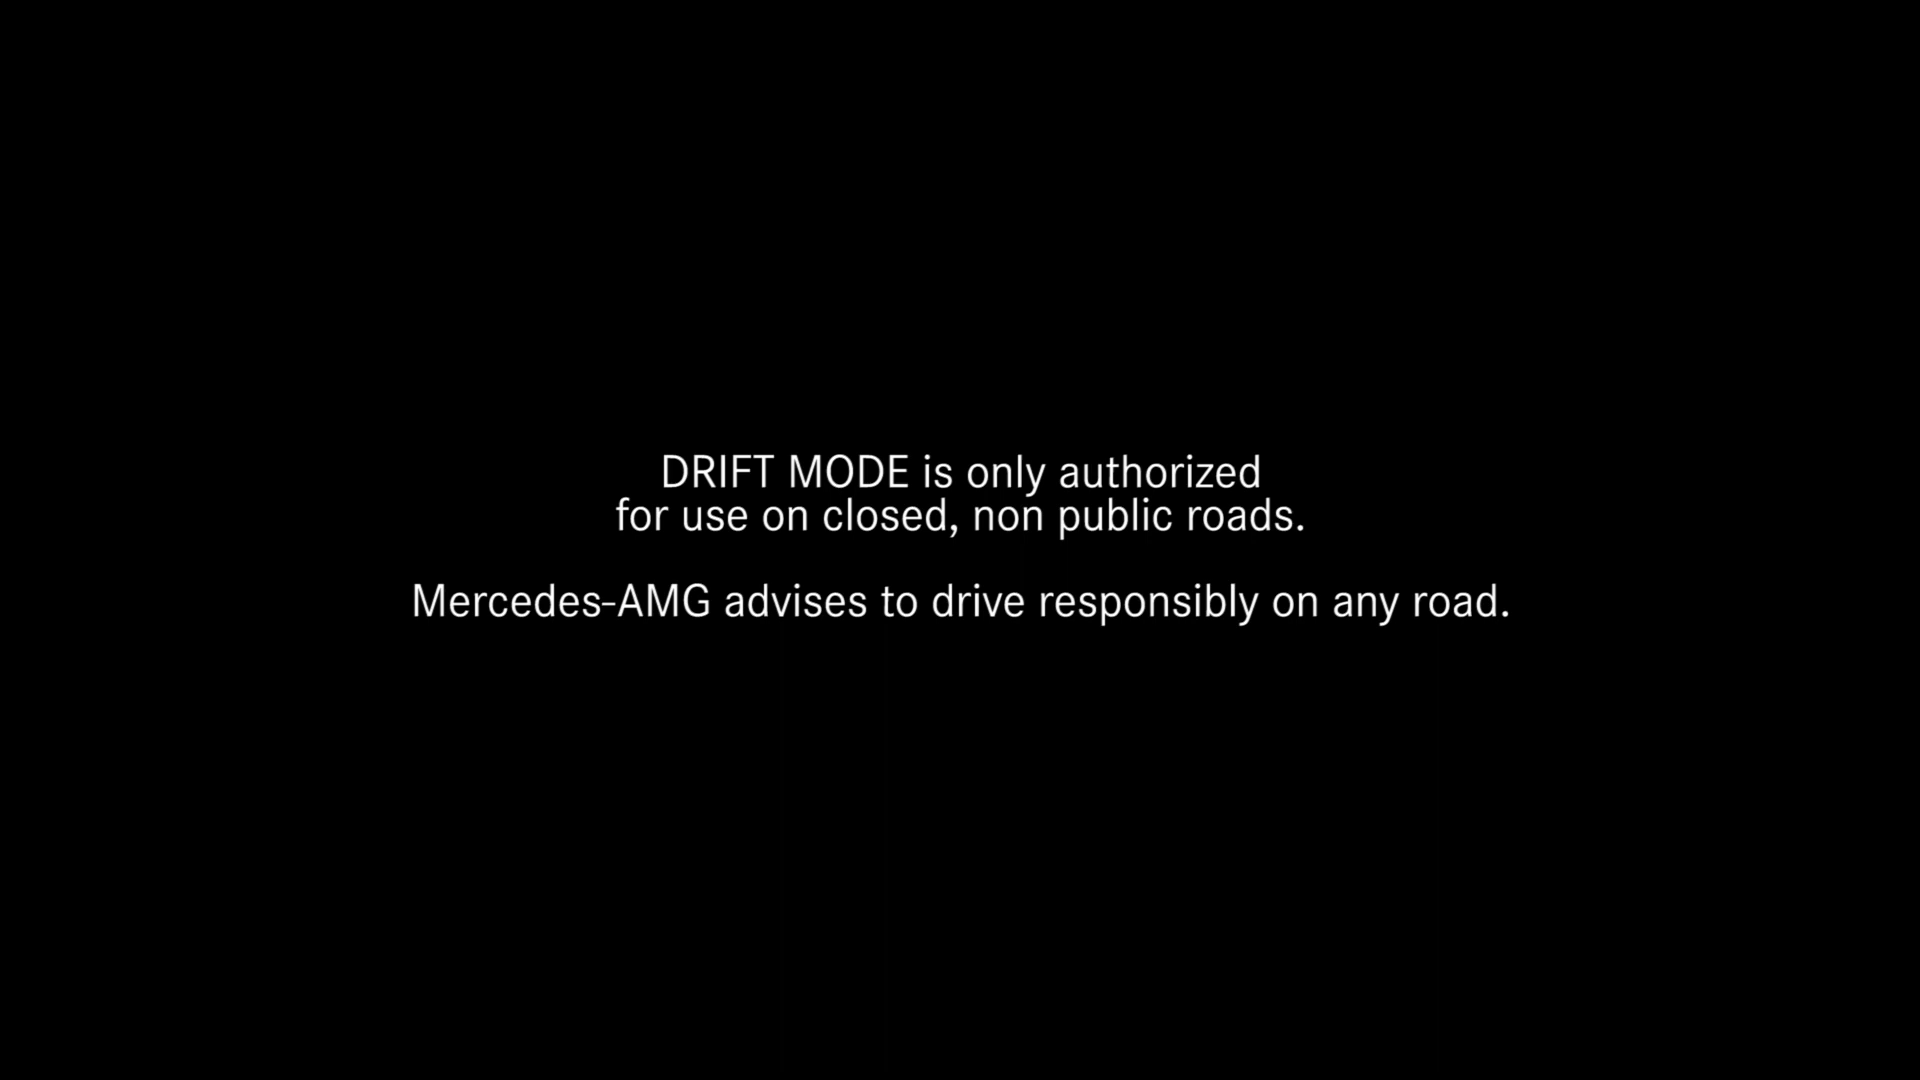 DRIFT MODE is only authorized
for use on closed, non public roads.
Mercedes-AMG advises to drive responsibly on any road.